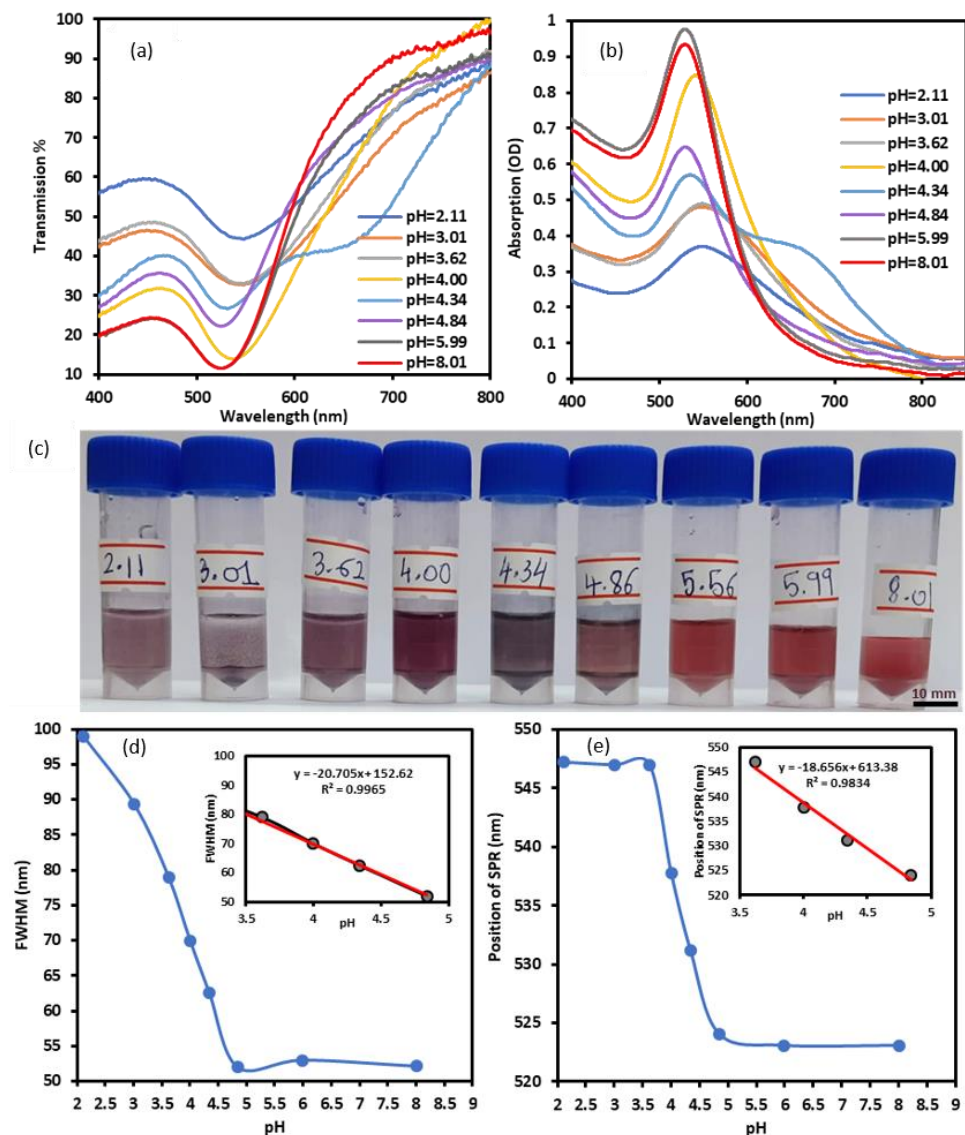 (a)
Transmission %
100
90
80
70
60
50
40
30
20
10
400
500
600
700
800
Wavelength (nm)
pH=2.11
pH=3.01
pH=3.62
pH=4.00
pH=4.34
pH=4.84
pH=5.99
pH=8.01
(b)
Absorption (OD)
1
0.9
0.8
0.7
0.6
0.5
0.4
0.3
0.2
0.1
0
400
500
600
700
800
Wavelength (nm)
pH=2.11
pH=3.01
pH=3.62
pH=4.00
pH=4.34
pH=4.84
pH=5.99
pH=8.01
(c)
2.11
3.01
3.62
4.00
4.34
4.86
5.56
5.99
8.01
10 mm
(d)
FWHM (nm)
100
95
90
85
80
75
70
65
60
55
50
2 2.5 3 3.5 4 4.5 5 5.5 6 6.5 7 7.5 8 8.5 9
pH
y = -20.705x+ 152.62
R² = 0.9965
FWHM (nm)
100
90
80
70
60
50
3.5
4
4.5
5
pH
(e)
Position of SPR (nm)
550
547
544
541
538
535
532
529
526
523
520
2 2.5 3 3.5 4 4.5 5 5.5 6 6.5 7 7.5 8 8.5 9
pH
y = -18.656x+ 613.38
R² = 0.9834
Position of SPR (nm)
550
545
540
535
530
525
520
3.5
4
4.5
5
pH